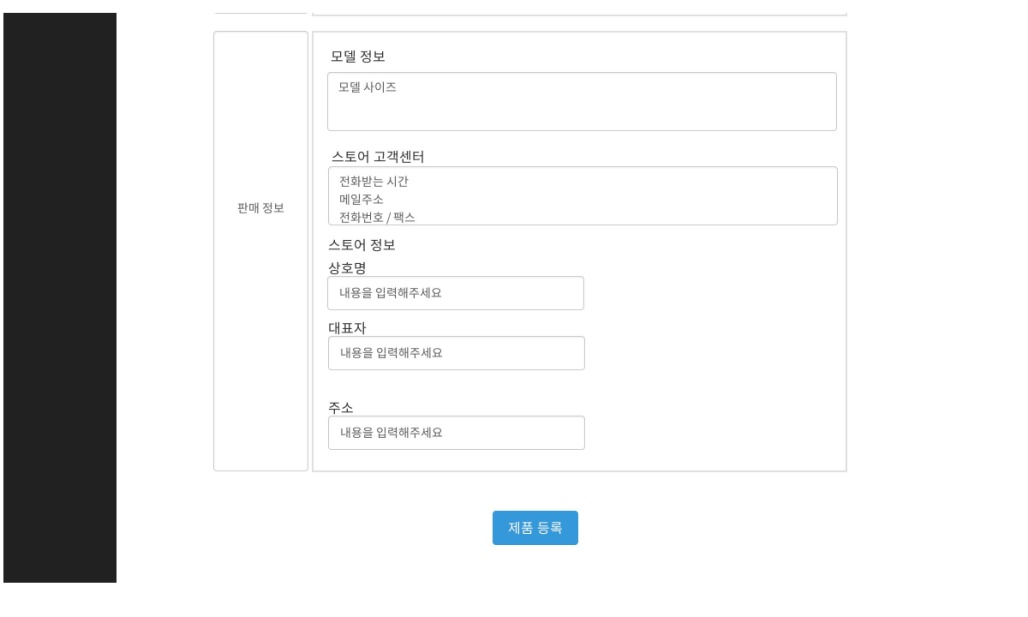 모델 정보
모델 사이즈
스토어 고객센터
전화받는 시간
메일주소
전화번호 / 팩스
판매 정보
스토어 정보
상호명
내용을 입력해주세요
대표자
내용을 입력해주세요
주소
내용을 입력해주세요
제품 등록